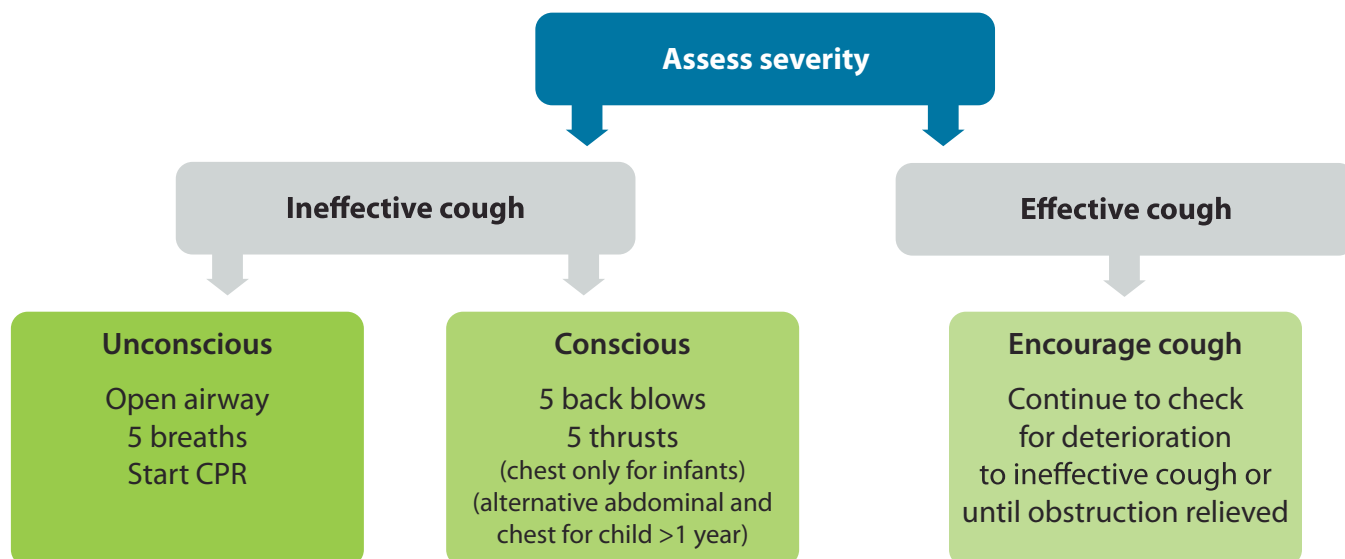 Assess severity
Ineffective cough
Effective cough
Unconscious
Open airway
5 breaths
Start CPR
Conscious
5 back blows
5 thrusts
(chest only for infants)
(alternative abdominal and
chest for child >1 year)
Encourage cough
Continue to check
for deterioration
to ineffective cough or
until obstruction relieved